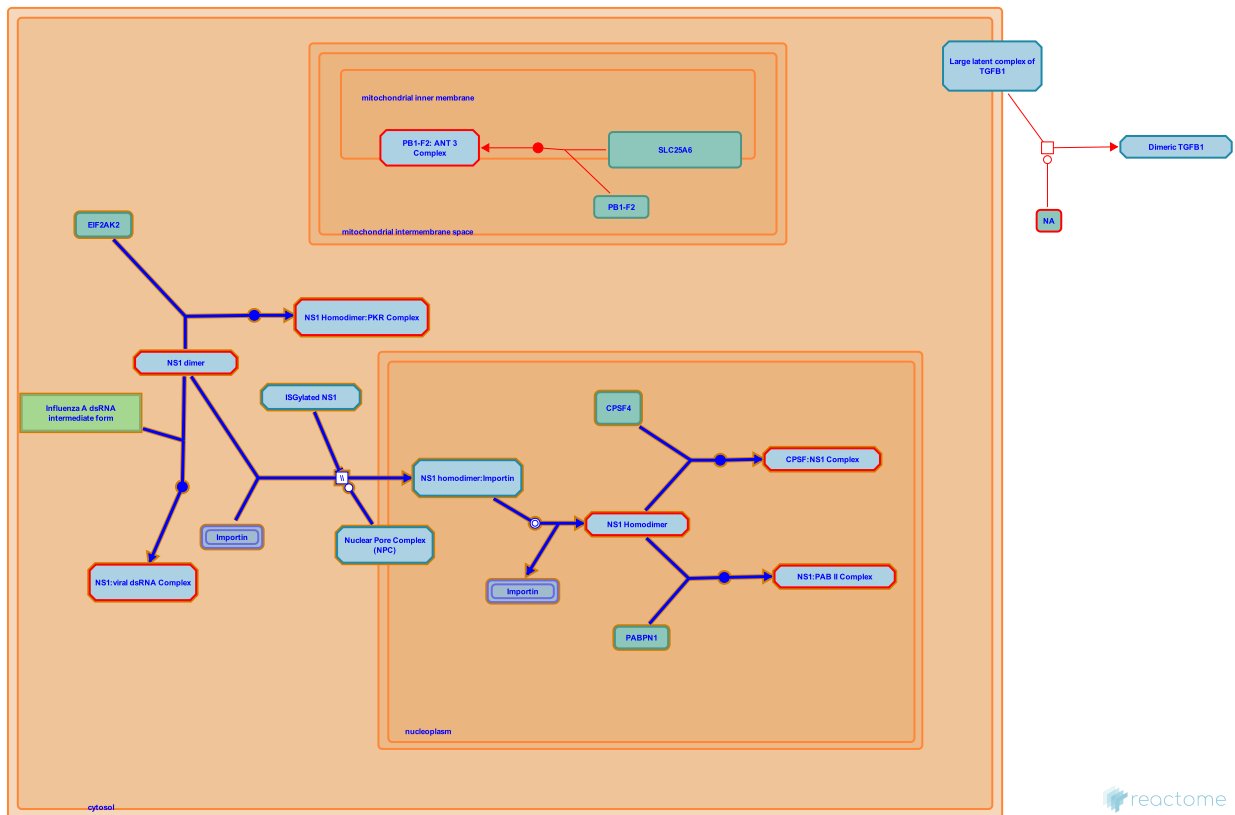 Large latent complex of
TGFB1
mitochondrial inner membrane
PB1-F2: ANT 3
Complex
SLC25A6
Dimeric TGFB1
PB1-F2
NA
EIF2AK2
mitochondrial intermembrane space
NS1 Homodimer:PKR Complex
NS1 dimer
ISGylated NS1
Influenza A dsRNA
intermediate form
CPSF4
CPSF:NS1 Complex
\\
NS1 homodimer:Importin
NS1 Homodimer
Importin
Nuclear Pore Complex
(NPC)
NS1:viral dsRNA Complex
NS1:PAB II Complex
Importin
PABPN1
nucleoplasm
reactome
cytosol